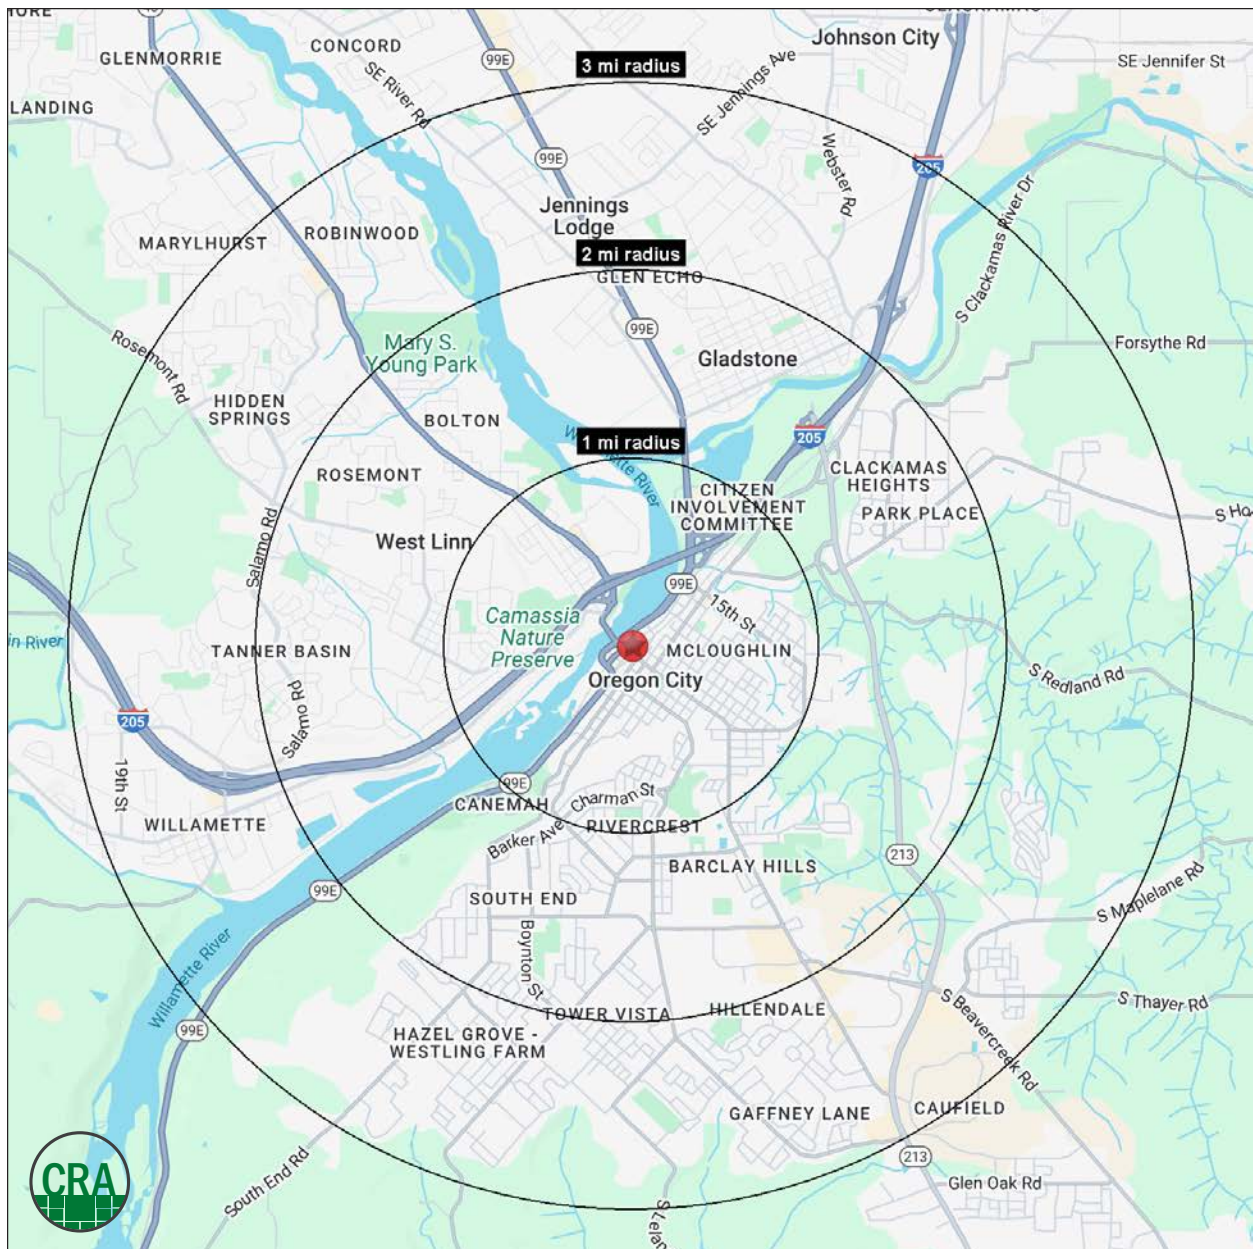 CLACKAMAS
GLENMORRIE
CONCORD
99E
Johnson City
3 mi radius
SE Jennifer St
LANDING
SE River Rd
SE Jennings Ave
99E
Webster Rd
205
Jennings
Lodge
MARYLHURST
ROBINWOOD
S Clackamas River Dr
2 mi radius
GLEN ECHO
99E
Rosemont Rd
Mary S.
Young Park
Gladstone
Forsythe Rd
HIDDEN
SPRINGS
BOLTON
1 mi radius
205
Willamette River
ROSEMONT
CLACKAMAS
HEIGHTS
CITIZEN
INVOLVEMENT
COMMITTEE
PARK PLACE
S Ho
Salamo Rd
West Linn
99E
15th St
Camassia
Nature
Preserve
in River
TANNER BASIN
MCLOUGHLIN
Oregon City
S Redland Rd
Salamo Rd
205
19th St
99E
CANEMAH
Charman St
WILLAMETTE
Barker Ave
RIVERCREST
213
BARCLAY HILLS
99E
SOUTH END
S Maplelane Rd
Boynton St
Willamette River
S Thayer Rd
TOWER VISTA
HILLENDALE
S Beavercreek Rd
99E
HAZEL GROVE -
WESTLING FARM
GAFFNEY LANE
CAUFIELD
213
CRA
South End Rd
Glen Oak Rd
S Lelan